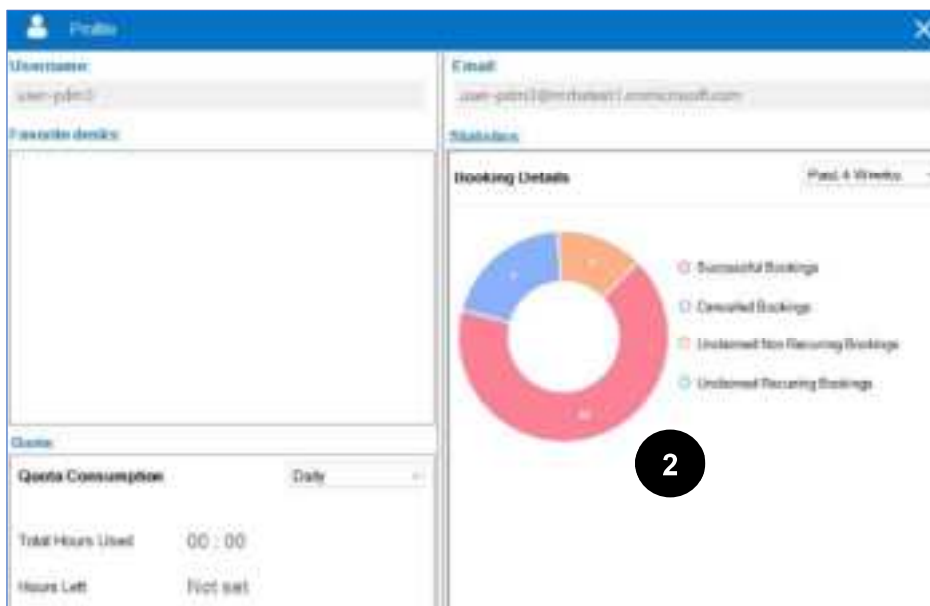 Profile
Username:
Email:
Favorite desks:
Statistics
Booking Details
Past 4 Weeks
Successful Bookings
Cancelled Bookings
Unclaimed Non Recurring Bookings
Unclaimed Recurring Bookings
2
Quota
Quota Consumption
Daily
Total Hours Used
00 : 00
Hours Left
Not set